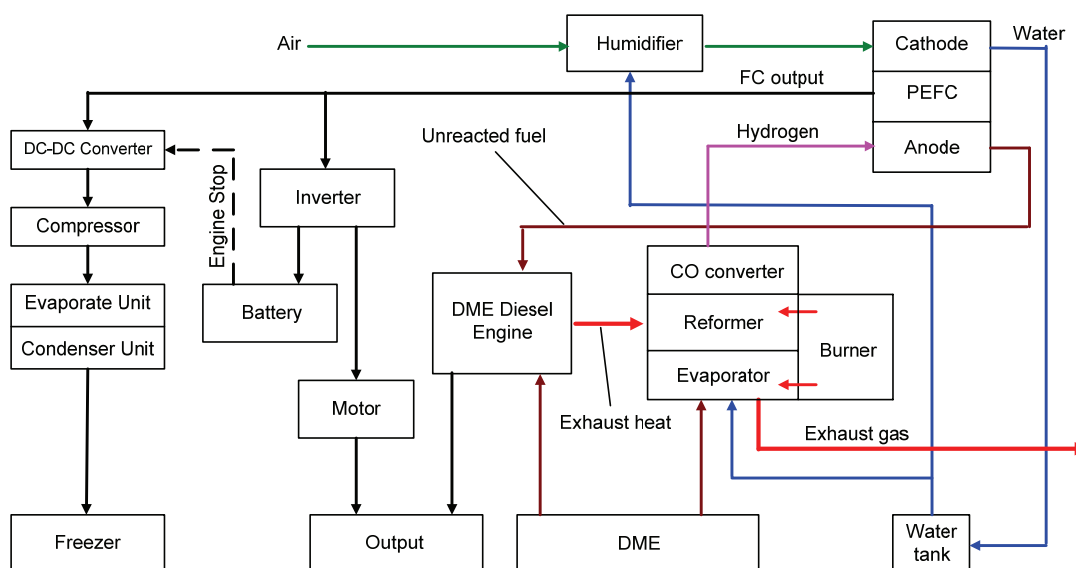 Air
Humidifier
Cathode
Water
FC output
PEFC
DC-DC Converter
Unreacted fuel
Hydrogen
Anode
Engine Stop
Inverter
Compressor
CO converter
Evaporate Unit
Battery
DME Diesel
Engine
Reformer
Burner
Condenser Unit
Evaporator
Motor
Exhaust heat
Exhaust gas
Freezer
Output
DME
Water
tank